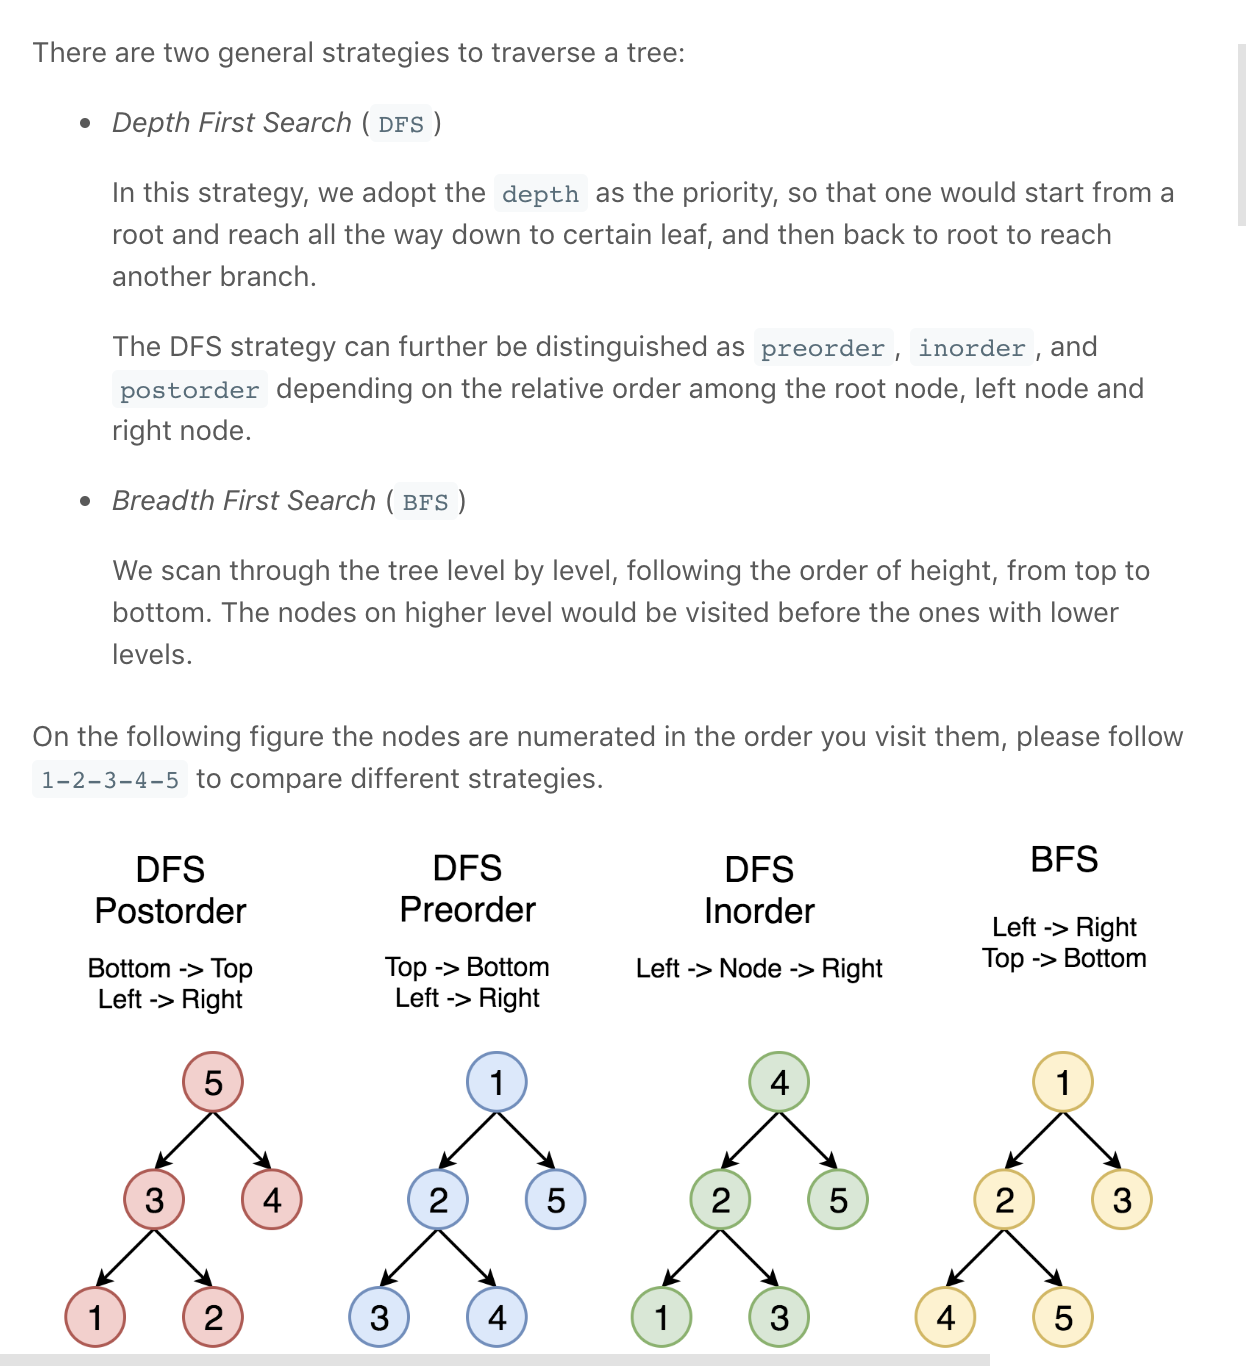 There are two general strategies to traverse a tree:
• Depth First Search ( DFS )
In this strategy, we adopt the depth as the priority, so that one would start from a
root and reach all the way down to certain leaf, and then back to root to reach
another branch.
The DFS strategy can further be distinguished as preorder , inorder , and
postorder depending on the relative order among the root node, left node and
right node.
• Breadth First Search ( BFS )
We scan through the tree level by level, following the order of height, from top to
bottom. The nodes on higher level would be visited before the ones with lower
levels.
On the following figure the nodes are numerated in the order you visit them, please follow
1-2-3-4-5 to compare different strategies.
DFS
Postorder
Bottom -> Top
Left -> Right
5
3 4
1 2
DFS
Preorder
Top -> Bottom
Left -> Right
1
2 5
3 4
DFS
Inorder
Left -> Node -> Right
4
2 5
1 3
BFS
Left -> Right
Top -> Bottom
1
2 3
4 5